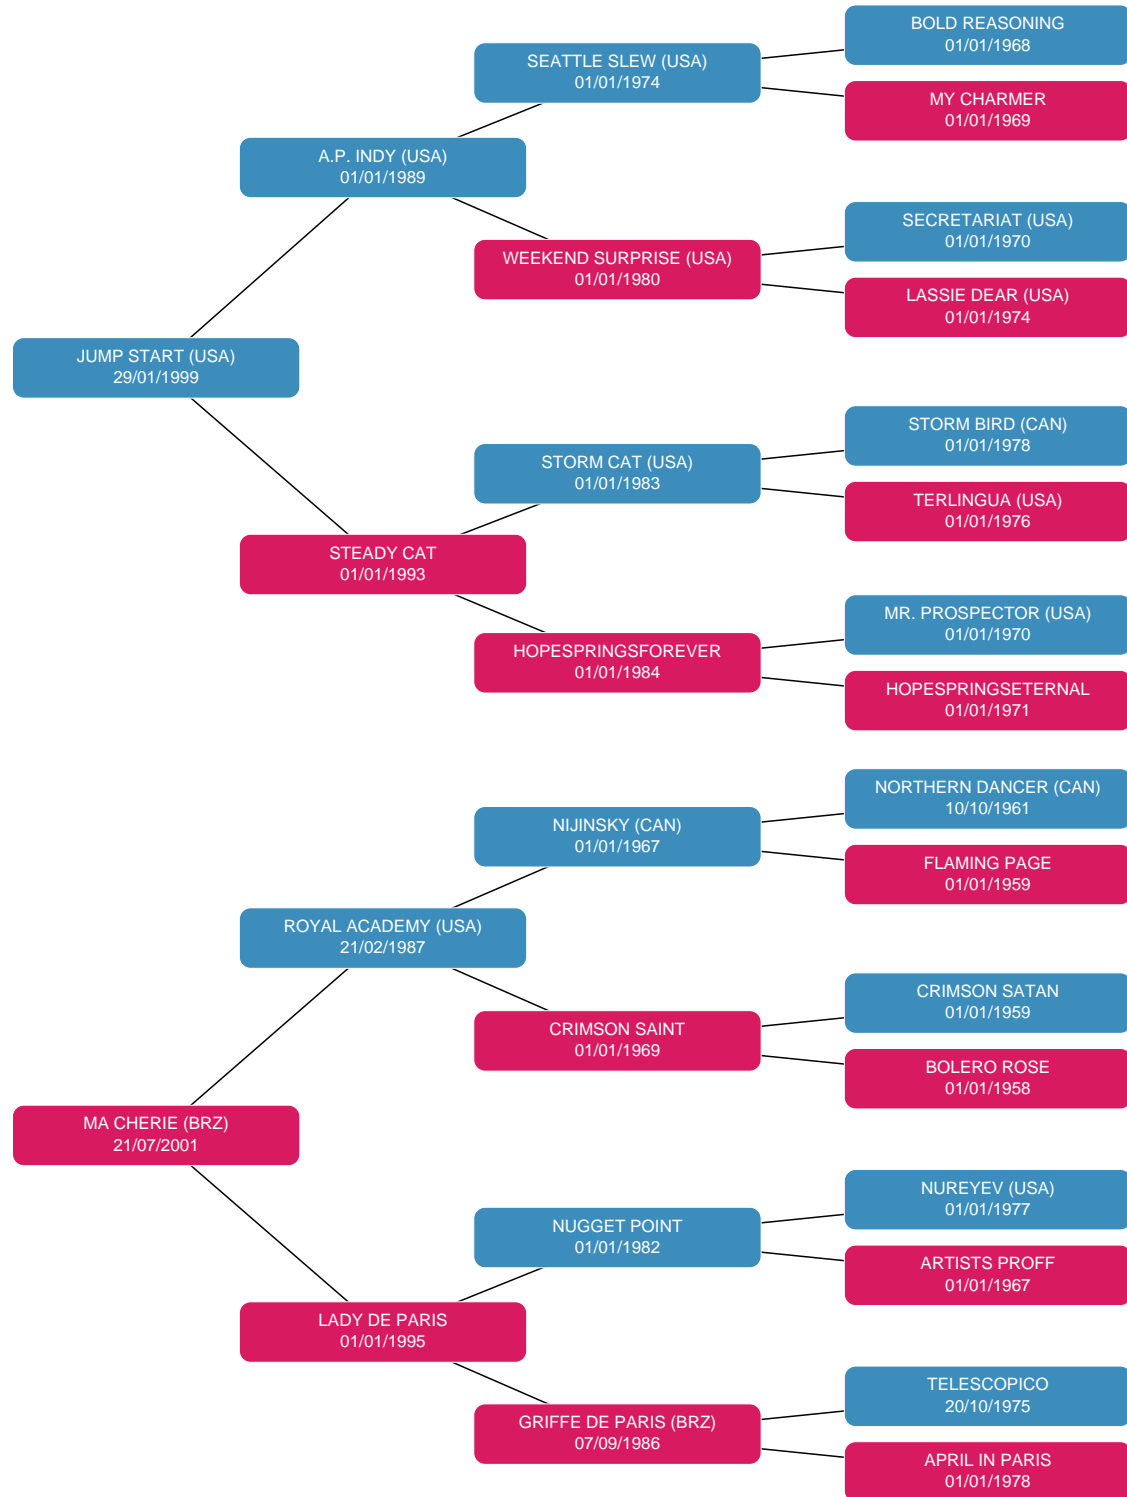 BOLD REASONING
01/01/1968
SEATTLE SLEW (USA)
01/01/1974
MY CHARMER
01/01/1969
A.P. INDY (USA)
01/01/1989
SECRETARIAT (USA)
01/01/1970
WEEKEND SURPRISE (USA)
01/01/1980
LASSIE DEAR (USA)
01/01/1974
JUMP START (USA)
29/01/1999
STORM BIRD (CAN)
01/01/1978
STORM CAT (USA)
01/01/1983
TERLINGUA (USA)
01/01/1976
STEADY CAT
01/01/1993
MR. PROSPECTOR (USA)
01/01/1970
HOPESPRINGSFOREVER
01/01/1984
HOPESPRINGSETERNAL
01/01/1971
NORTHERN DANCER (CAN)
10/10/1961
NIJINSKY (CAN)
01/01/1967
FLAMING PAGE
01/01/1959
ROYAL ACADEMY (USA)
21/02/1987
CRIMSON SATAN
01/01/1959
CRIMSON SAINT
01/01/1969
BOLERO ROSE
01/01/1958
MA CHERIE (BRZ)
21/07/2001
NUREYEV (USA)
01/01/1977
NUGGET POINT
01/01/1982
ARTISTS PROFF
01/01/1967
LADY DE PARIS
01/01/1995
TELESCOPICO
20/10/1975
GRIFFE DE PARIS (BRZ)
07/09/1986
APRIL IN PARIS
01/01/1978